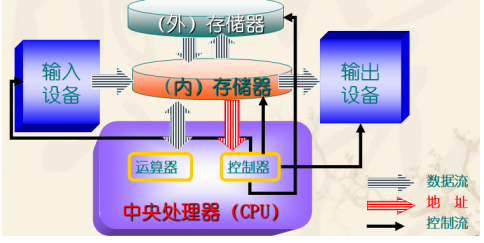 （外）存储器
输入
设备
（内）存储器
输出
设备
运算器
控制器
中央处理器（CPU）
数据流
地 址
控制流